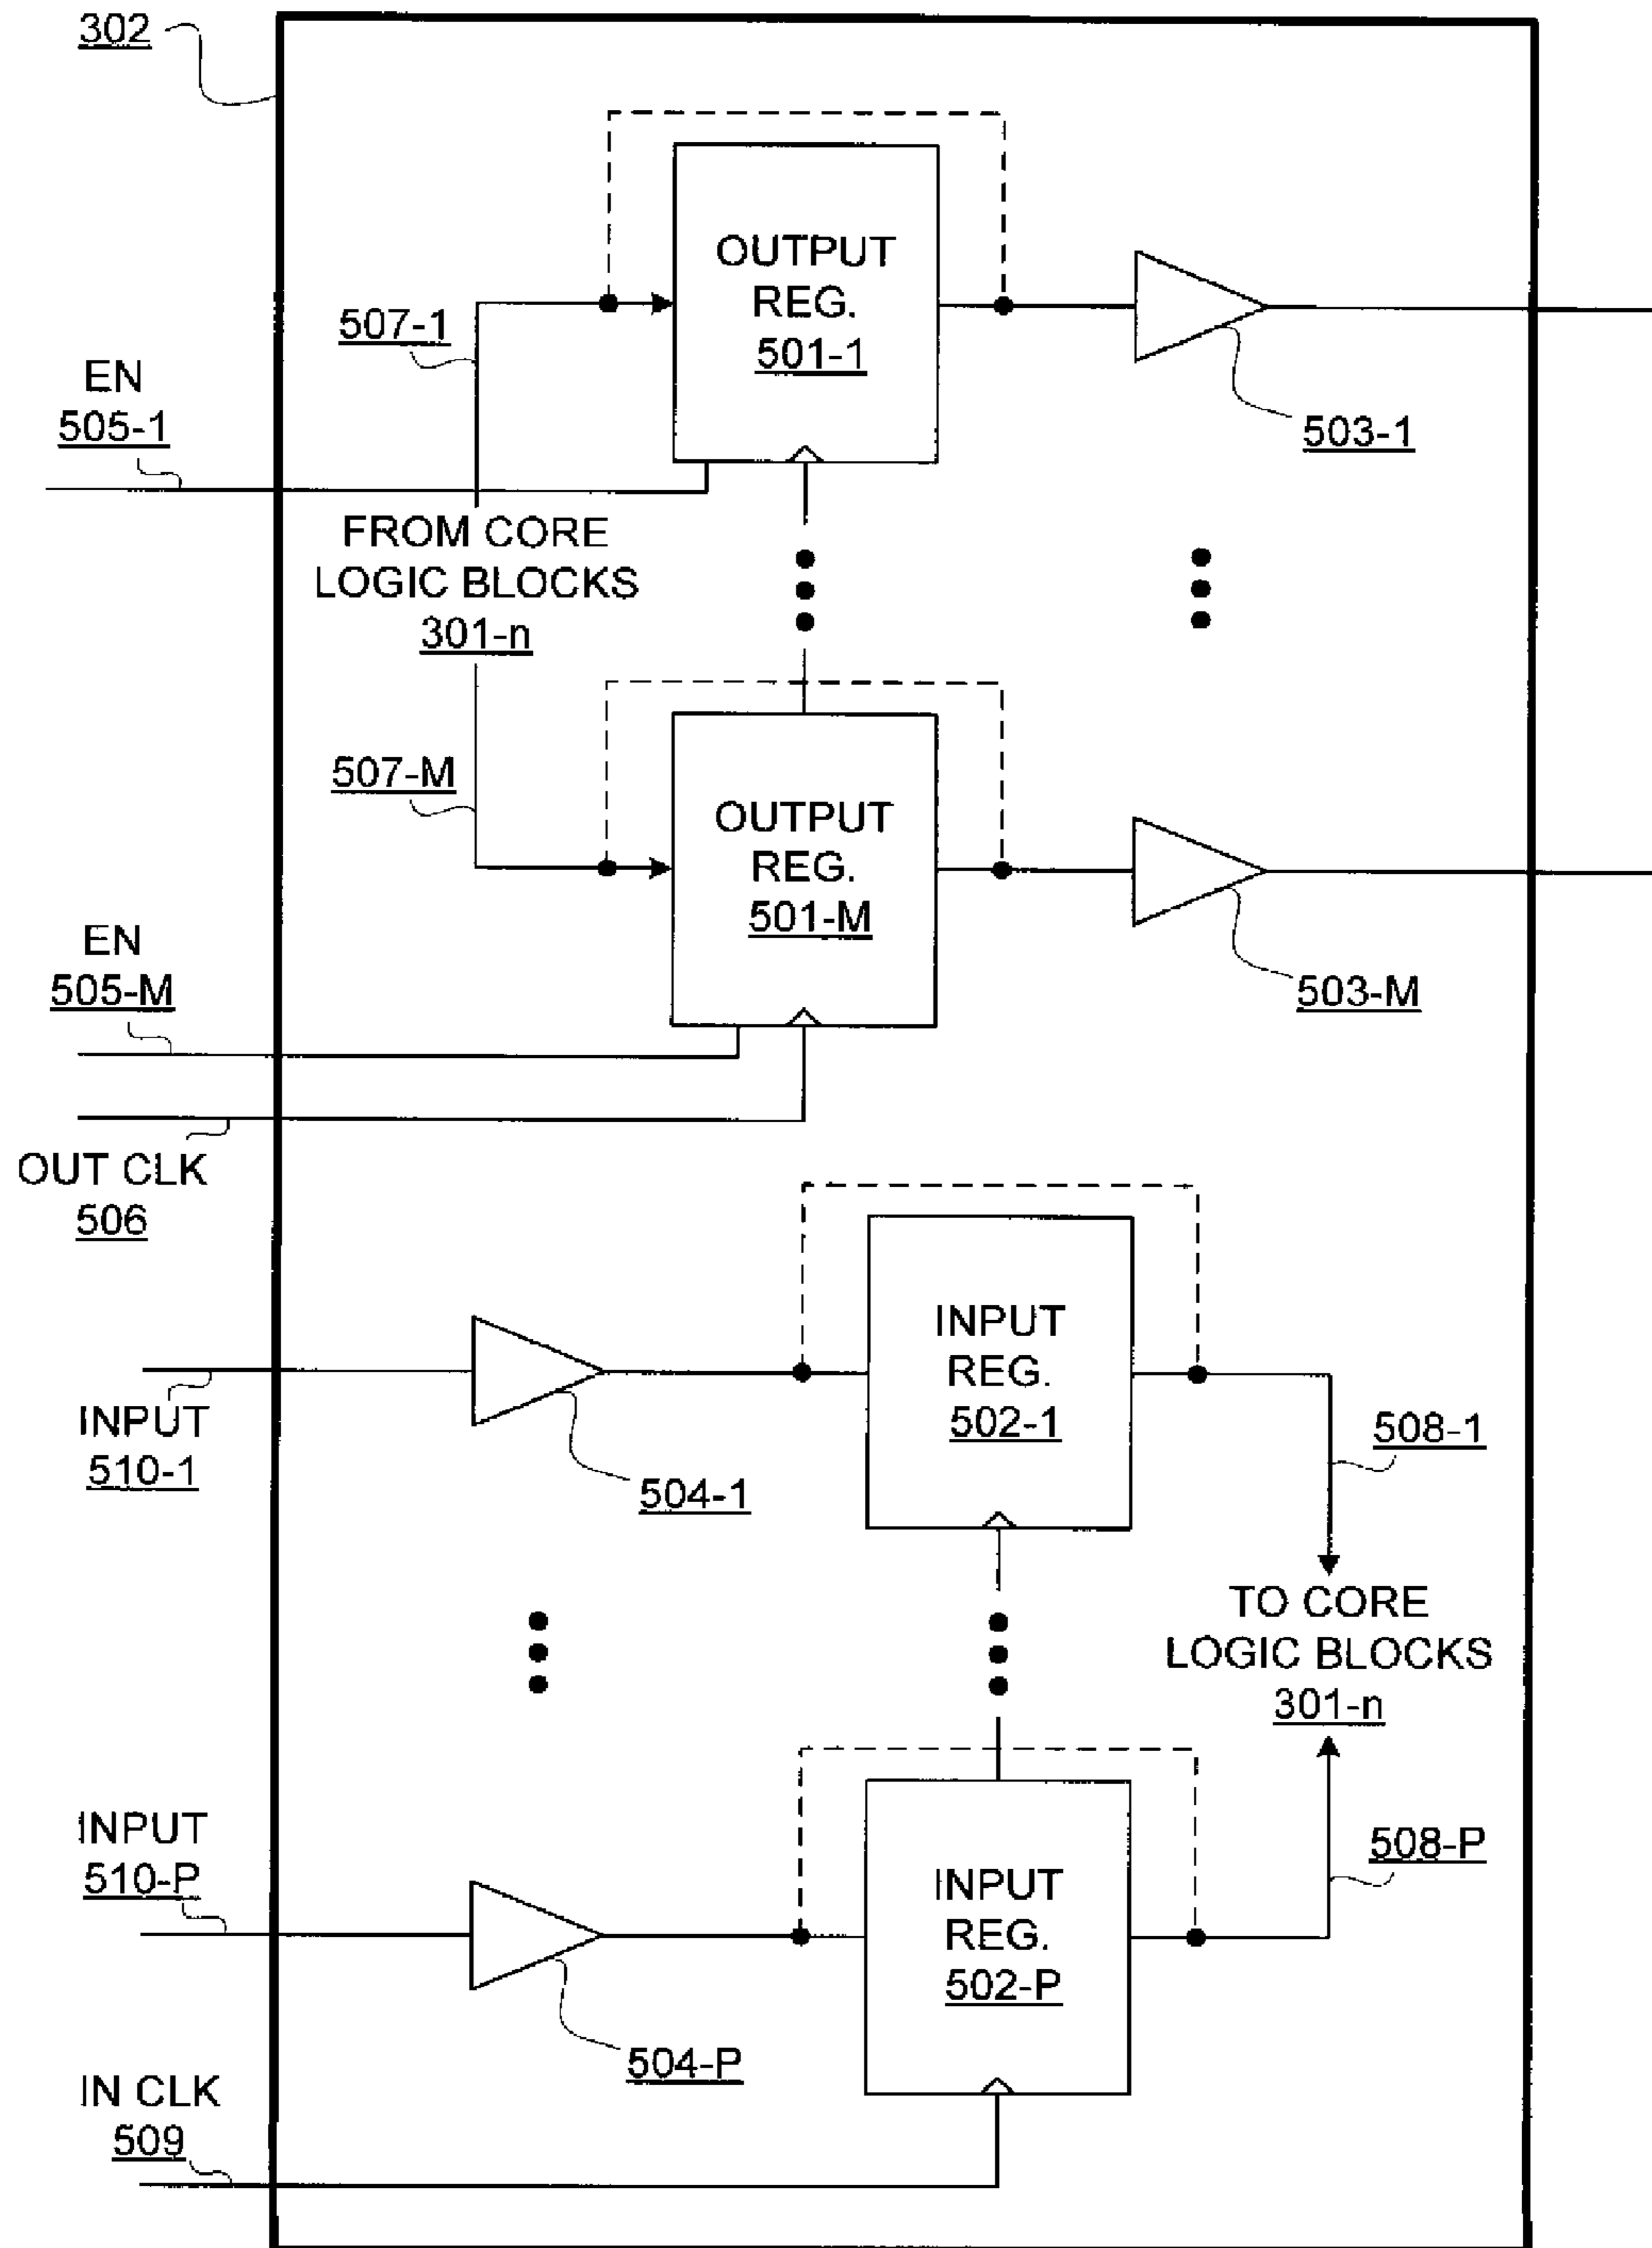 302
OUTPUT
REG.
501-1
507-1
EN
505-1
503-1
FROM CORE
LOGIC BLOCKS
301-n
507-M
OUTPUT
REG.
501-M
EN
505-M
503-M
OUT CLK
506
INPUT
REG.
502-1
INPUT
510-1
504-1
508-1
TO CORE
LOGIC BLOCKS
301-n
INPUT
510-P
INPUT
REG.
502-P
508-P
504-P
IN CLK
509